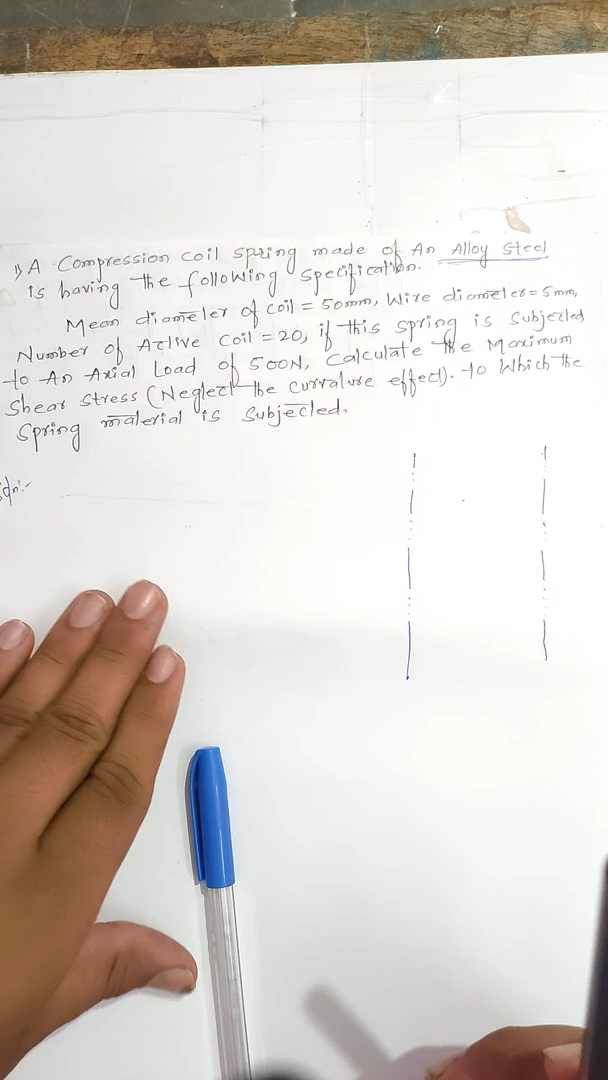 1) A Compression coil spring made of An Alloy Steel
is having the following specification.
Mean diameter of coil = 50mm, Wire diameter = 5mm,
Number of Active coil = 20, if this spring is Subjected
to An Axial Load of 500N, Calculate the Maximum
Shear stress (Neglect the curvature effect). to Which the
Spring material is Subjected.